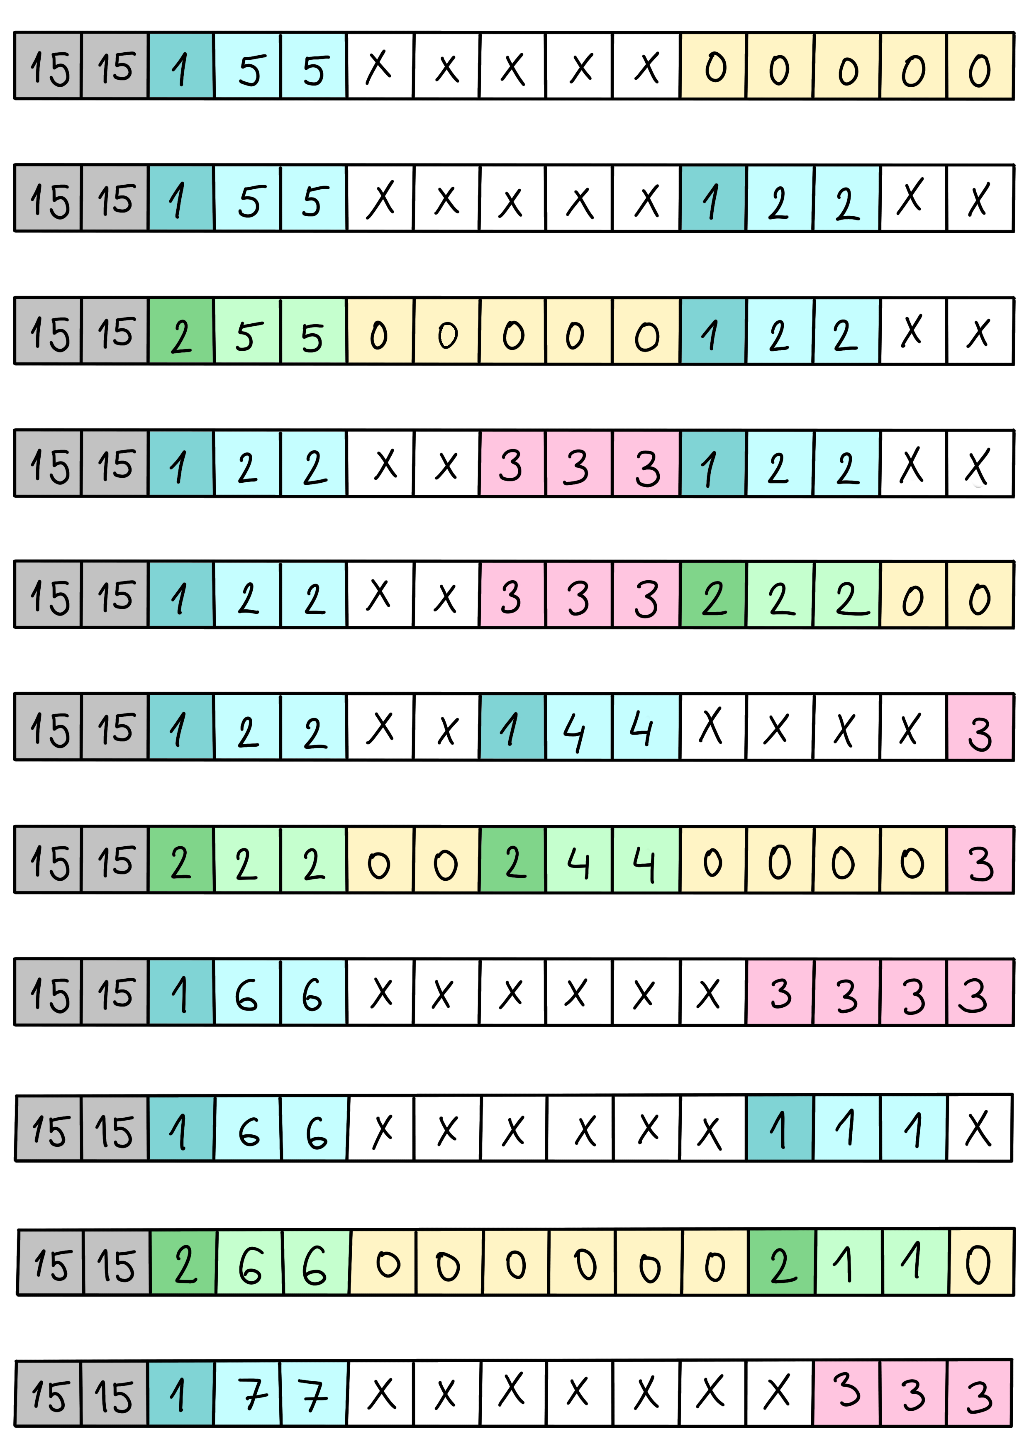 15 15 1 5 5 X X X X X 0 0 0 0 0
15 15 1 5 5 X X X X X 1 2 2 X X
15 15 2 5 5 0 0 0 0 0 1 2 2 X X
15 15 1 2 2 X X 3 3 3 1 2 2 X X
15 15 1 2 2 X X 3 3 3 2 2 2 0 0
15 15 1 2 2 X X 1 4 4 X X X X 3
15 15 2 2 2 0 0 2 4 4 0 0 0 0 3
15 15 1 6 6 X X X X X X 3 3 3 3
15 15 1 6 6 X X X X X X 1 1 1 X
15 15 2 6 6 0 0 0 0 0 0 2 1 1 0
15 15 1 7 7 X X X X X X X 3 3 3